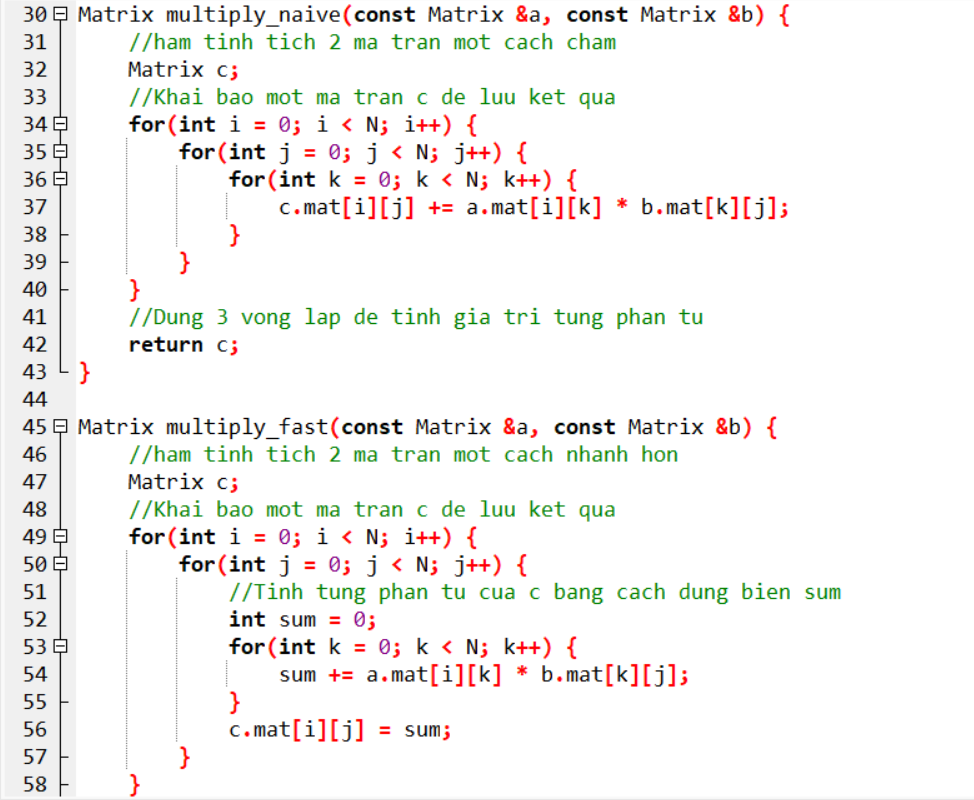 30 Matrix multiply_naive(const Matrix &a, const Matrix &b) {
31     //ham tinh tich 2 ma tran mot cach cham
32     Matrix c;
33     //Khai bao mot ma tran c de luu ket qua
34     for(int i = 0; i < N; i++) {
35         for(int j = 0; j < N; j++) {
36             for(int k = 0; k < N; k++) {
37                 c.mat[i][j] += a.mat[i][k] * b.mat[k][j];
38             }
39         }
40     }
41     //Dung 3 vong lap de tinh gia tri tung phan tu
42     return c;
43 }
44
45 Matrix multiply_fast(const Matrix &a, const Matrix &b) {
46     //ham tinh tich 2 ma tran mot cach nhanh hon
47     Matrix c;
48     //Khai bao mot ma tran c de luu ket qua
49     for(int i = 0; i < N; i++) {
50         for(int j = 0; j < N; j++) {
51             //Tinh tung phan tu cua c bang cach dung bien sum
52             int sum = 0;
53             for(int k = 0; k < N; k++) {
54                 sum += a.mat[i][k] * b.mat[k][j];
55             }
56             c.mat[i][j] = sum;
57         }
58     }